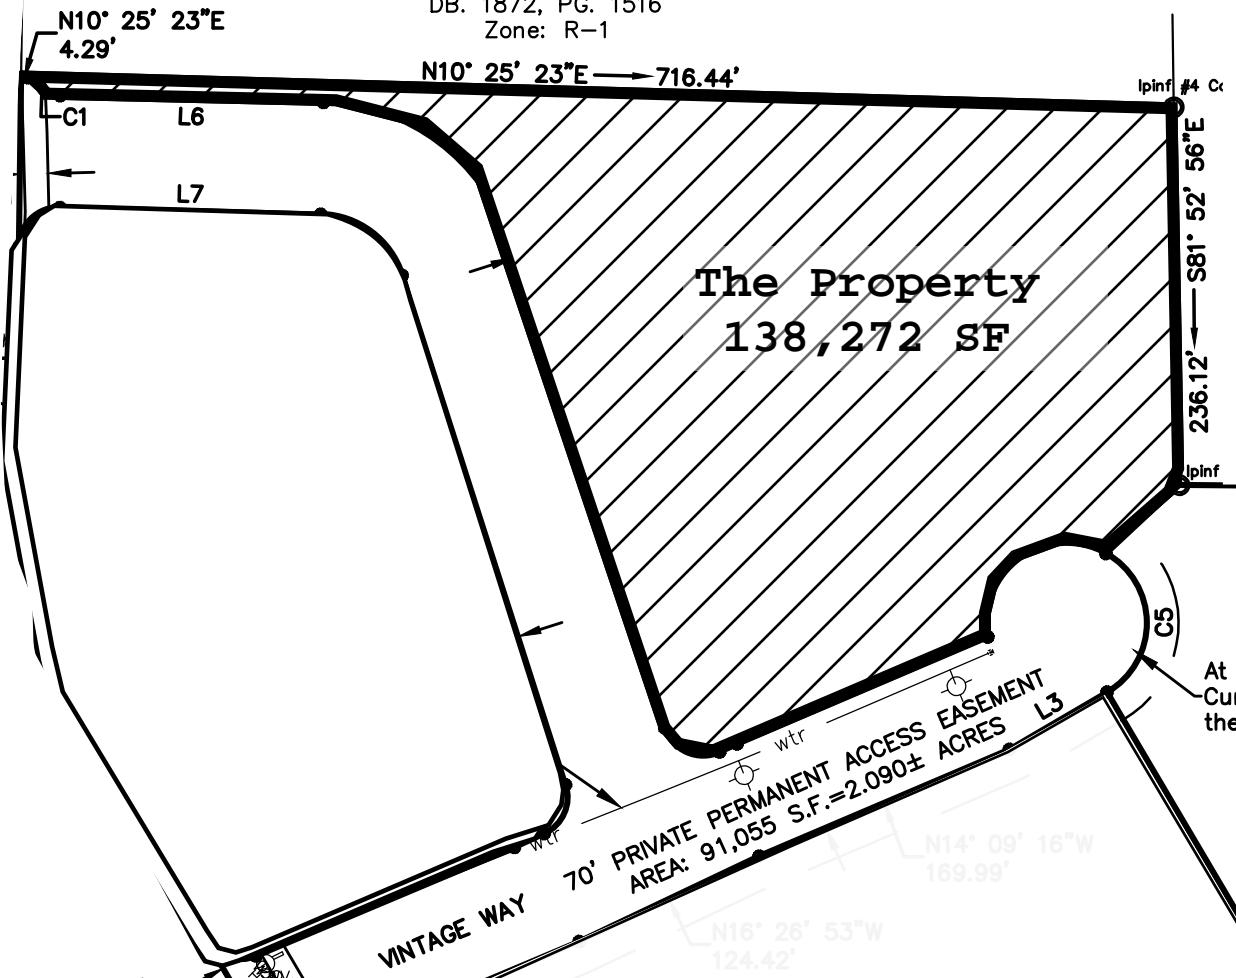 DB. 1872, PG. 1516
Zone: R-1
N10° 25' 23"E
4.29'
N10° 25' 23"E
716.44'
Ipinf #4
C1
L6
L7
S81° 52' 56"E
236.12'
The Property
138,272 SF
Ipinf
C5
At
the
wtr
wtr
70' PRIVATE PERMANENT ACCESS EASEMENT
AREA: 91,055 S.F.=2.090± ACRES
L3
VINTAGE WAY
N14° 09' 16"W
169.99'
N16° 26' 53"W
124.42'